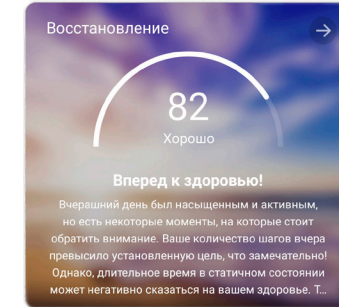 Восстановление
82
Хорошо
Вперед к здоровью!
Вчерашний день был насыщенным и активным,
но есть некоторые моменты, на которые стоит
обратить внимание. Ваше количество шагов вчера
превысило установленную цель, что замечательно!
Однако, длительное время в статичном состоянии
может негативно сказаться на вашем здоровье. Т...